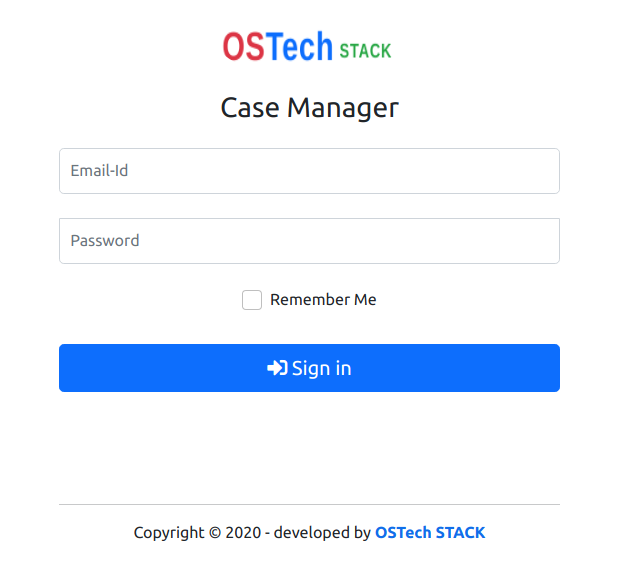 OSTech STACK
Case Manager
Email-Id
Password
Remember Me
Sign in
Copyright © 2020 - developed by OSTech STACK